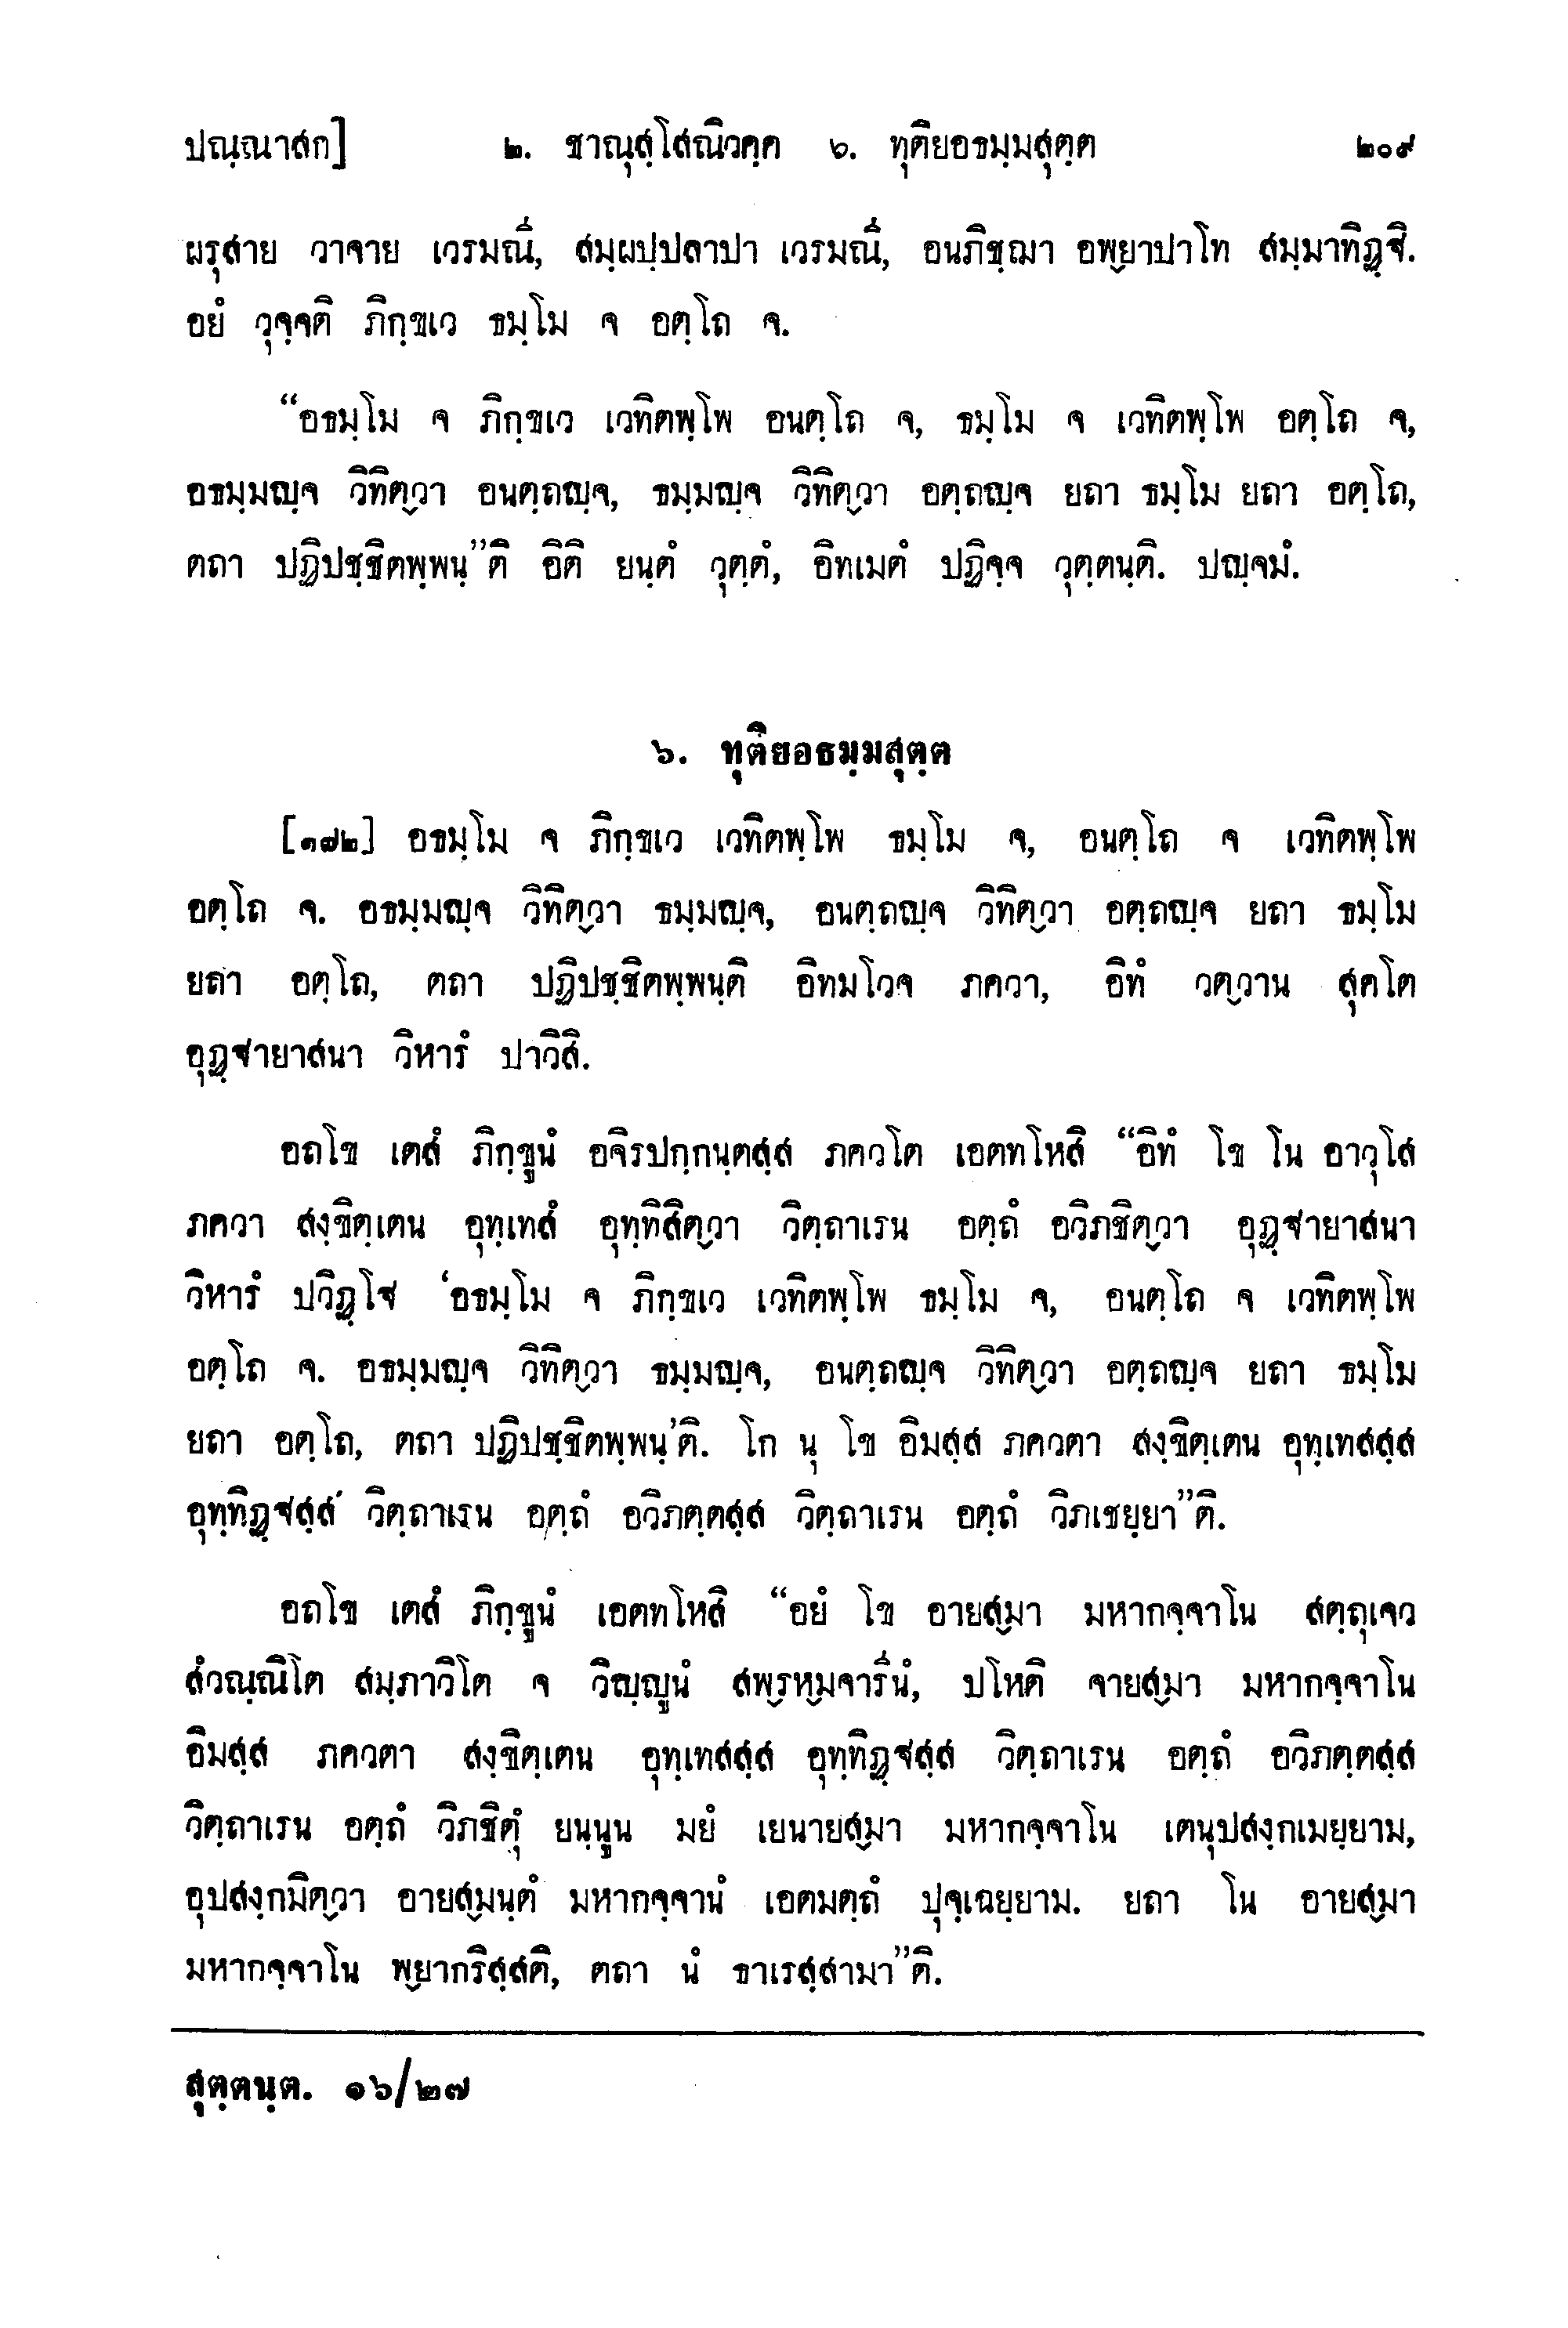 ปณฺณาสก] ๒. ชาณุสฺโสณิวคฺค ๖. ทุติยอธมฺมสุตฺต ๒๐๙
ผรุสาย วาจาย เวรมณี, สมฺผปฺปลาปา เวรมณี, อนภิชฺฌา อพฺยาปาโท สมฺมาทิฏฺฐิ.
อยํ วุจฺจติ ภิกฺขเว ธมฺโม จ อตฺโถ จ.
“อธมฺโม จ ภิกฺขเว เวทิตพฺโพ อนตฺโถ จ, ธมฺโม จ เวทิตพฺโพ อตฺโถ จ,
อธมฺมญฺจ วิทิตฺวา อนตฺถญฺจ, ธมฺมญฺจ วิทิตฺวา อตฺถญฺจ ยถา ธมฺโม ยถา อตฺโถ,
ตถา ปฏิปชฺชิตพฺพนฺ”ติ อิติ ยนฺตํ วุตฺตํ, อิทเมตํ ปฏิจฺจ วุตฺตนฺติ. ปญฺจมํ.
๖. ทุติยอธมฺมสุตฺต
[๑๗๒] อธมฺโม จ ภิกฺขเว เวทิตพฺโพ ธมฺโม จ, อนตฺโถ จ เวทิตพฺโพ
อตฺโถ จ. อธมฺมญฺจ วิทิตฺวา ธมฺมญฺจ, อนตฺถญฺจ วิทิตฺวา อตฺถญฺจ ยถา ธมฺโม
ยถา อตฺโถ, ตถา ปฏิปชฺชิตพฺพนฺติ อิทมโวจ ภควา, อิทํ วตฺวาน สุคโต
อุฏฺฐายาสนา วิหารํ ปาวิสิ.
อถโข เตสํ ภิกฺขูนํ อจิรปกฺกนฺตสฺส ภควโต เอตทโหสิ “อิทํ โข โน อาวุโส
ภควา สงฺขิตฺเตน อุทฺเทสํ อุทฺทิสิตฺวา วิตฺถาเรน อตฺถํ อวิภชิตฺวา อุฏฺฐายาสนา
วิหารํ ปวิฏฺโฐ ‘อธมฺโม จ ภิกฺขเว เวทิตพฺโพ ธมฺโม จ, อนตฺโถ จ เวทิตพฺโพ
อตฺโถ จ. อธมฺมญฺจ วิทิตฺวา ธมฺมญฺจ, อนตฺถญฺจ วิทิตฺวา อตฺถญฺจ ยถา ธมฺโม
ยถา อตฺโถ, ตถา ปฏิปชฺชิตพฺพนฺ’ติ. โก นุ โข อิมสฺส ภควตา สงฺขิตฺเตน อุทฺเทสสฺส
อุทฺทิฏฺฐสฺส วิตฺถาเรน อตฺถํ อวิภตฺตสฺส วิตฺถาเรน อตฺถํ วิภเชยฺยา”ติ.
อถโข เตสํ ภิกฺขูนํ เอตทโหสิ “อยํ โข อายสฺมา มหากจฺจาโน สตฺถุเจว
สํวณฺณิโต สมฺภาวิโต จ วิญฺญูนํ สพฺรหฺมจารีนํ, ปโหติ จายสฺมา มหากจฺจาโน
อิมสฺส ภควตา สงฺขิตฺเตน อุทฺเทสสฺส อุทฺทิฏฺฐสฺส วิตฺถาเรน อตฺถํ อวิภตฺตสฺส
วิตฺถาเรน อตฺถํ วิภชิตุํ ยนฺนูน มยํ เยนายสฺมา มหากจฺจาโน เตนุปสงฺกเมยฺยาม,
อุปสงฺกมิตฺวา อายสฺมนฺตํ มหากจฺจานํ เอตมตฺถํ ปุจฺเฉยฺยาม. ยถา โน อายสฺมา
มหากจฺจาโน พฺยากริสฺสติ, ตถา นํ ธาเรสฺสามา”ติ.
สุตฺตนฺต. ๑๖/๒๗